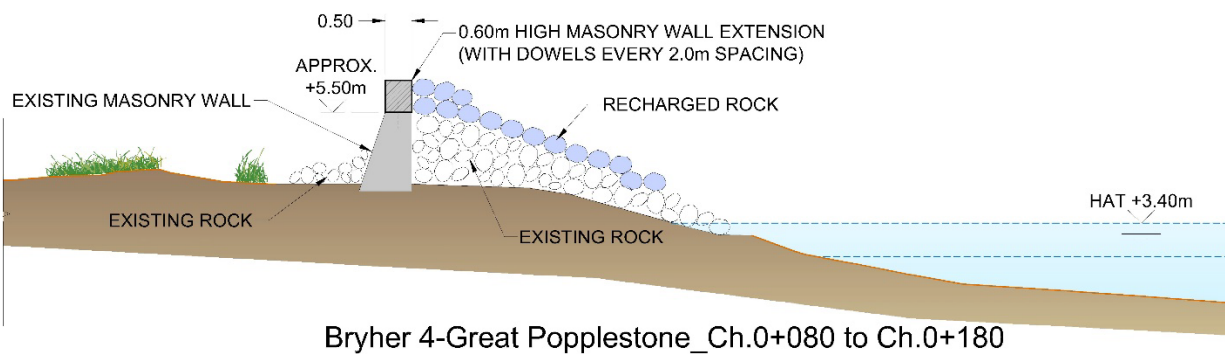 0.50
0.60m HIGH MASONRY WALL EXTENSION
(WITH DOWELS EVERY 2.0m SPACING)
APPROX.
+5.50m
EXISTING MASONRY WALL
RECHARGED ROCK
HAT +3.40m
EXISTING ROCK
EXISTING ROCK
Bryher 4-Great Popplestone_Ch.0+080 to Ch.0+180